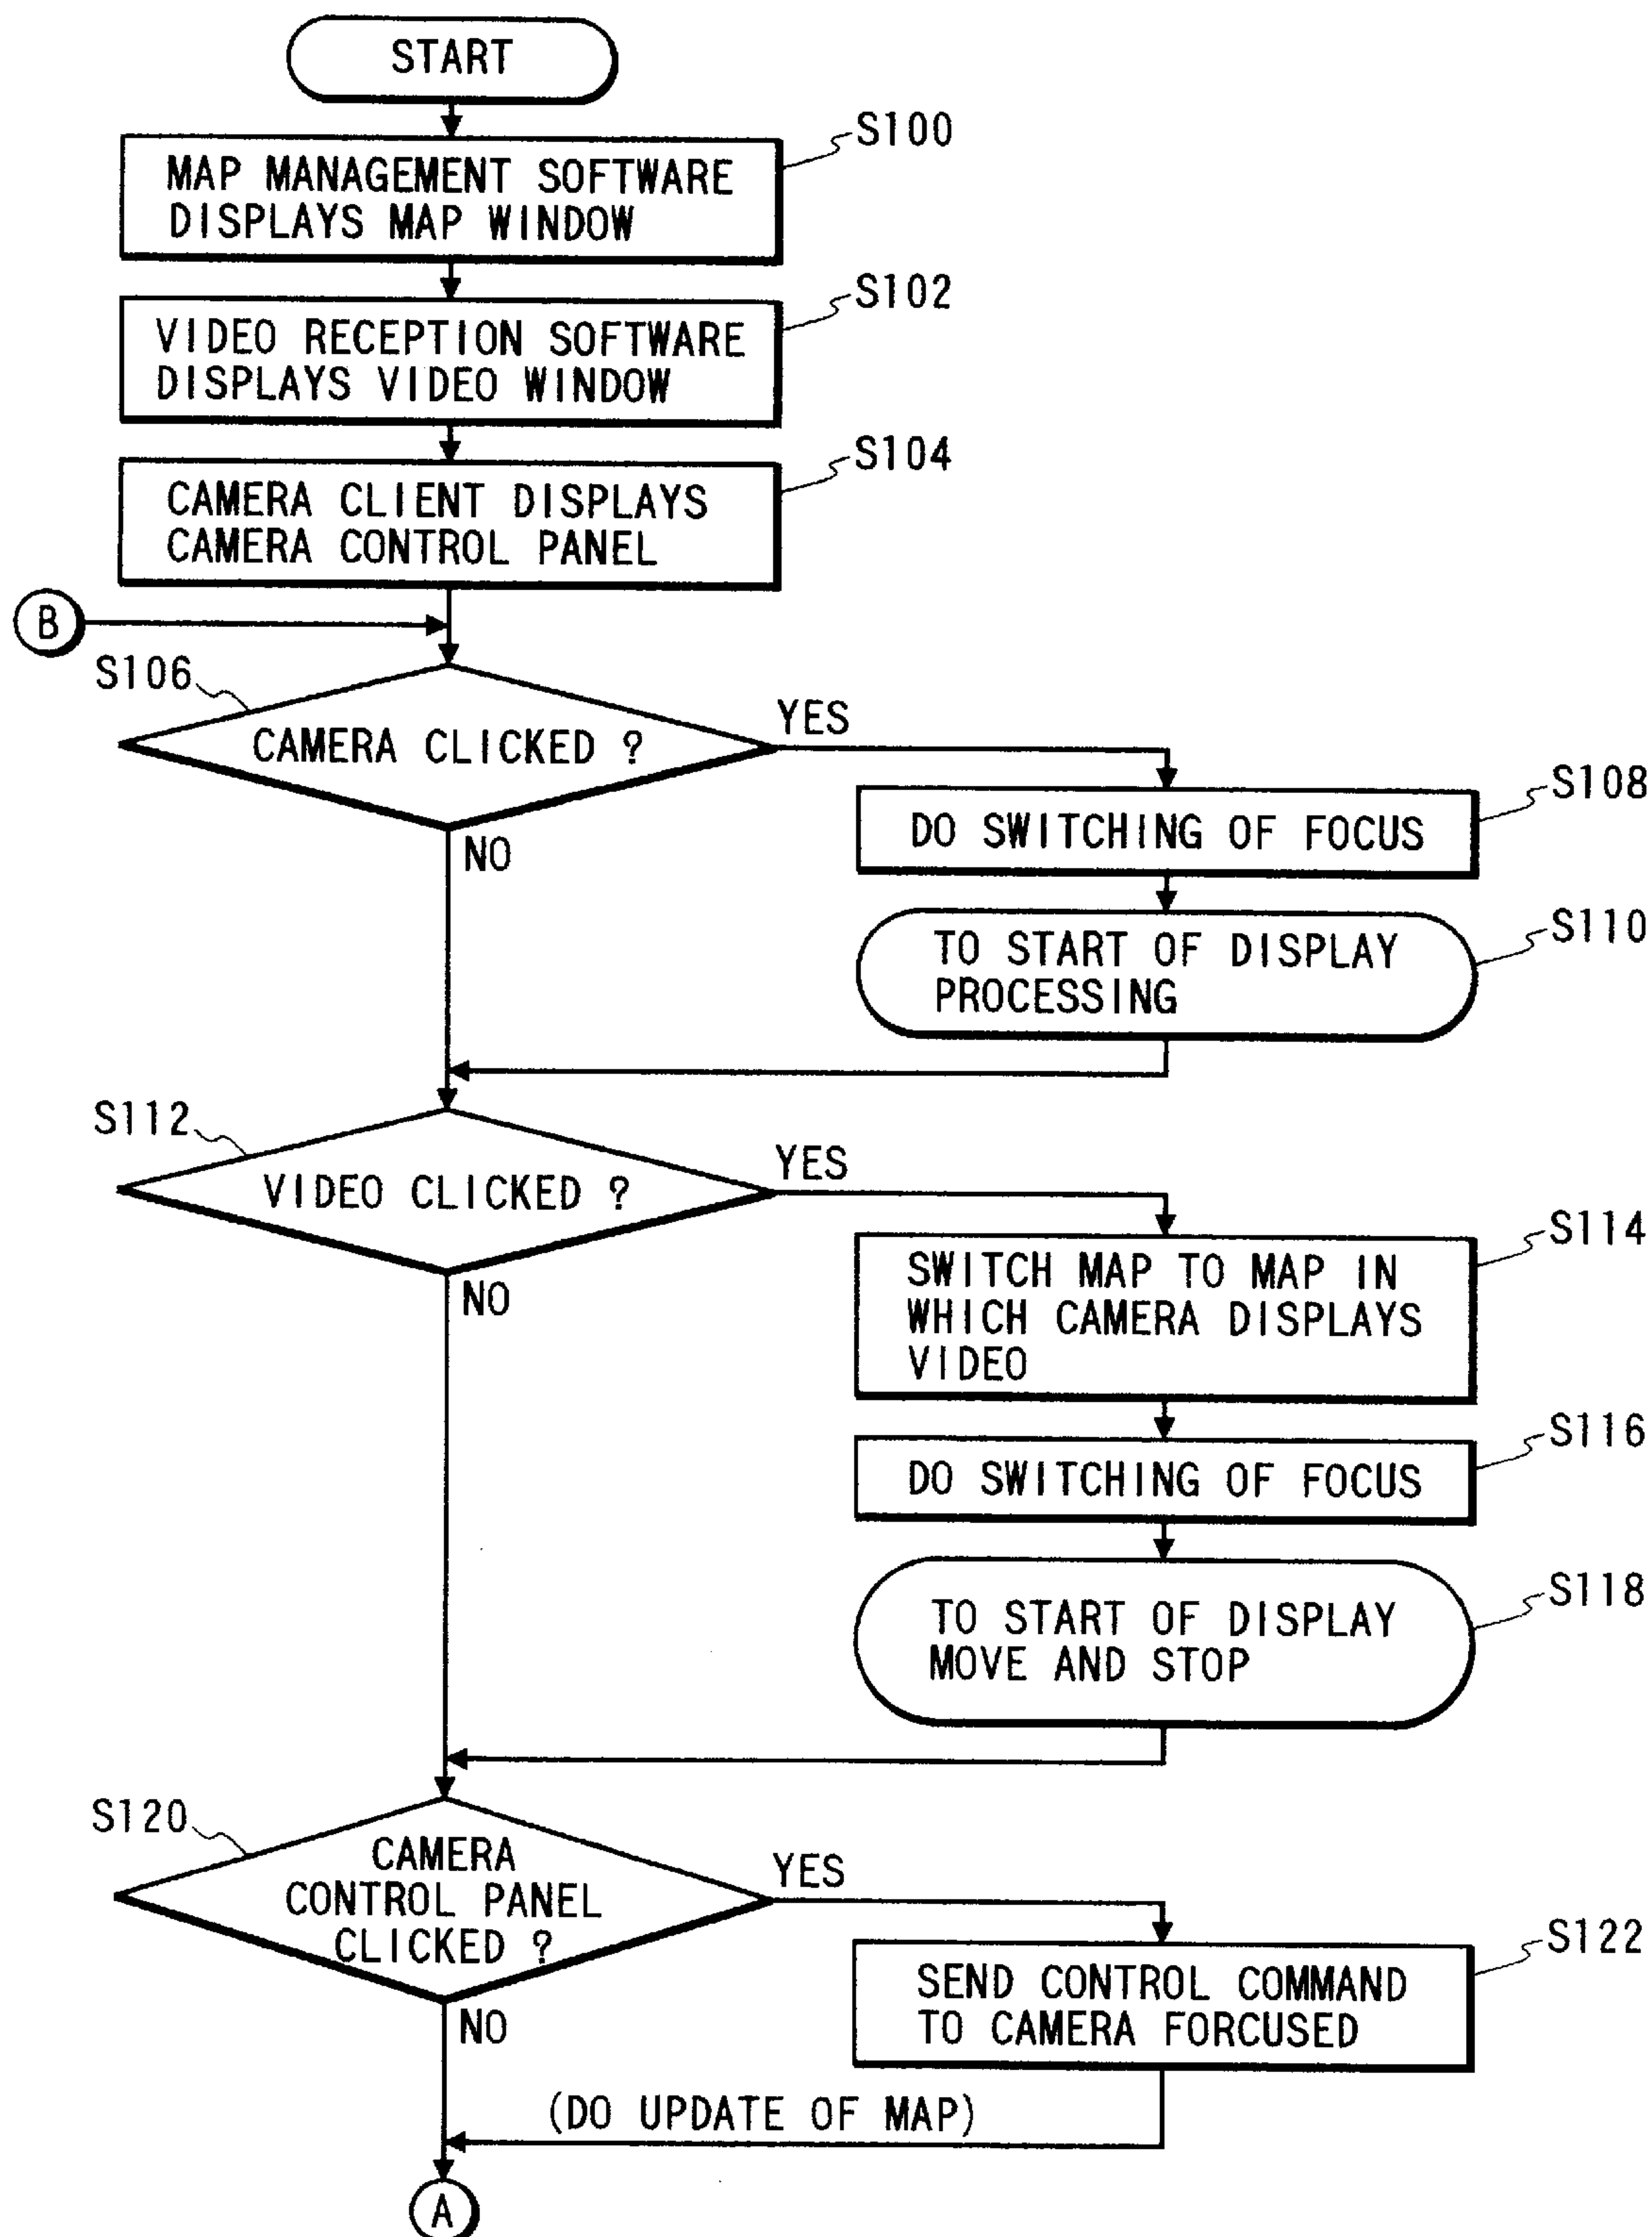 START
S100
MAP MANAGEMENT SOFTWARE
DISPLAYS MAP WINDOW
S102
VIDEO RECEPTION SOFTWARE
DISPLAYS VIDEO WINDOW
S104
CAMERA CLIENT DISPLAYS
CAMERA CONTROL PANEL
B
S106
CAMERA CLICKED ?
YES
NO
S108
DO SWITCHING OF FOCUS
S110
TO START OF DISPLAY
PROCESSING
S112
VIDEO CLICKED ?
YES
NO
S114
SWITCH MAP TO MAP IN
WHICH CAMERA DISPLAYS
VIDEO
S116
DO SWITCHING OF FOCUS
S118
TO START OF DISPLAY
MOVE AND STOP
S120
CAMERA
CONTROL PANEL
CLICKED ?
YES
NO
S122
SEND CONTROL COMMAND
TO CAMERA FORCUSED
(DO UPDATE OF MAP)
A